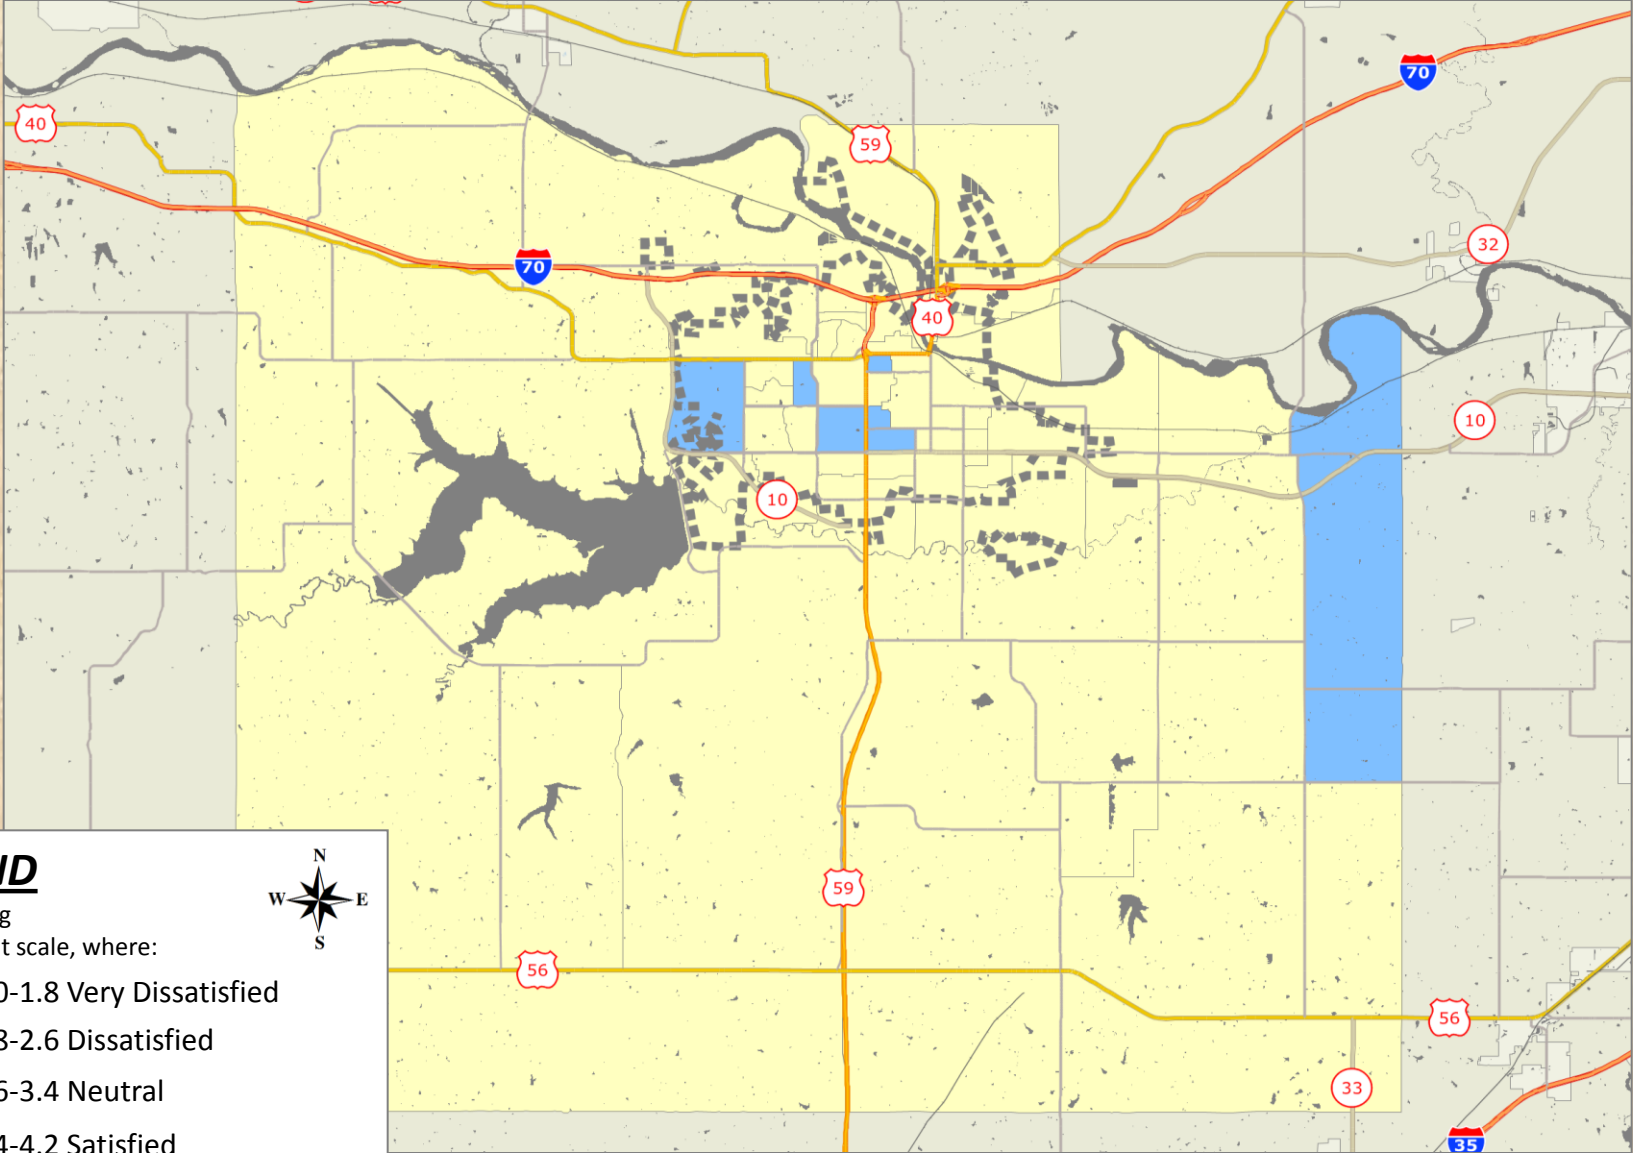 70
40
59
32
70
40
10
10
59
56
56
33
35
ND
N
W E
S
g
t scale, where:
0-1.8 Very Dissatisfied
8-2.6 Dissatisfied
6-3.4 Neutral
4-4.2 Satisfied